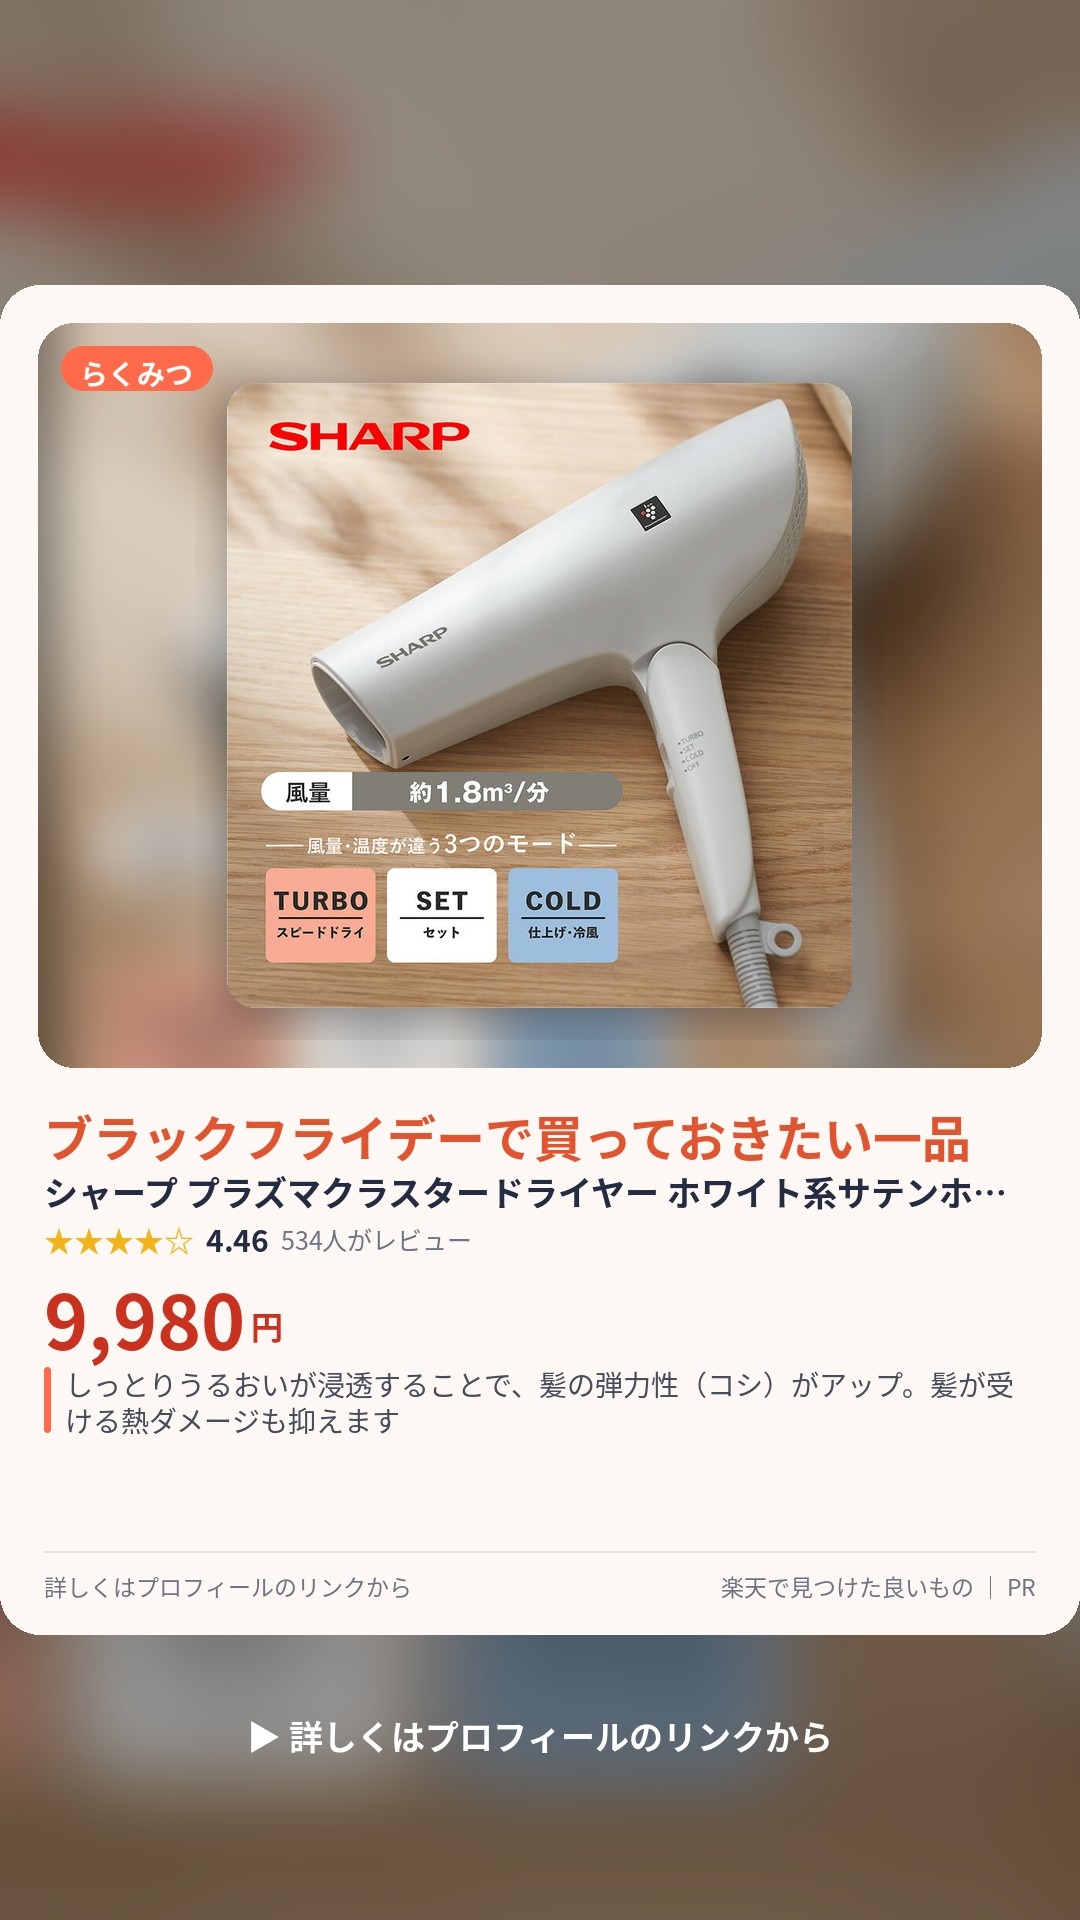 らくみつ
SHARP
SHARP
•TURBO
•SET
•COLD
•OFF
風量 約1.8m³/分
風量・温度が違う3つのモード
TURBO SET COLD
スピードドライ セット 仕上げ・冷風
ブラックフライデーで買っておきたい一品
シャープ プラズマクラスタードライヤー ホワイト系サテンホ…
★★★★☆ 4.46 534人がレビュー
9,980円
しっとりうるおいが浸透することで、髪の弾力性（コシ）がアップ。髪が受
ける熱ダメージも抑えます
詳しくはプロフィールのリンクから 楽天で見つけた良いもの｜PR
▶ 詳しくはプロフィールのリンクから